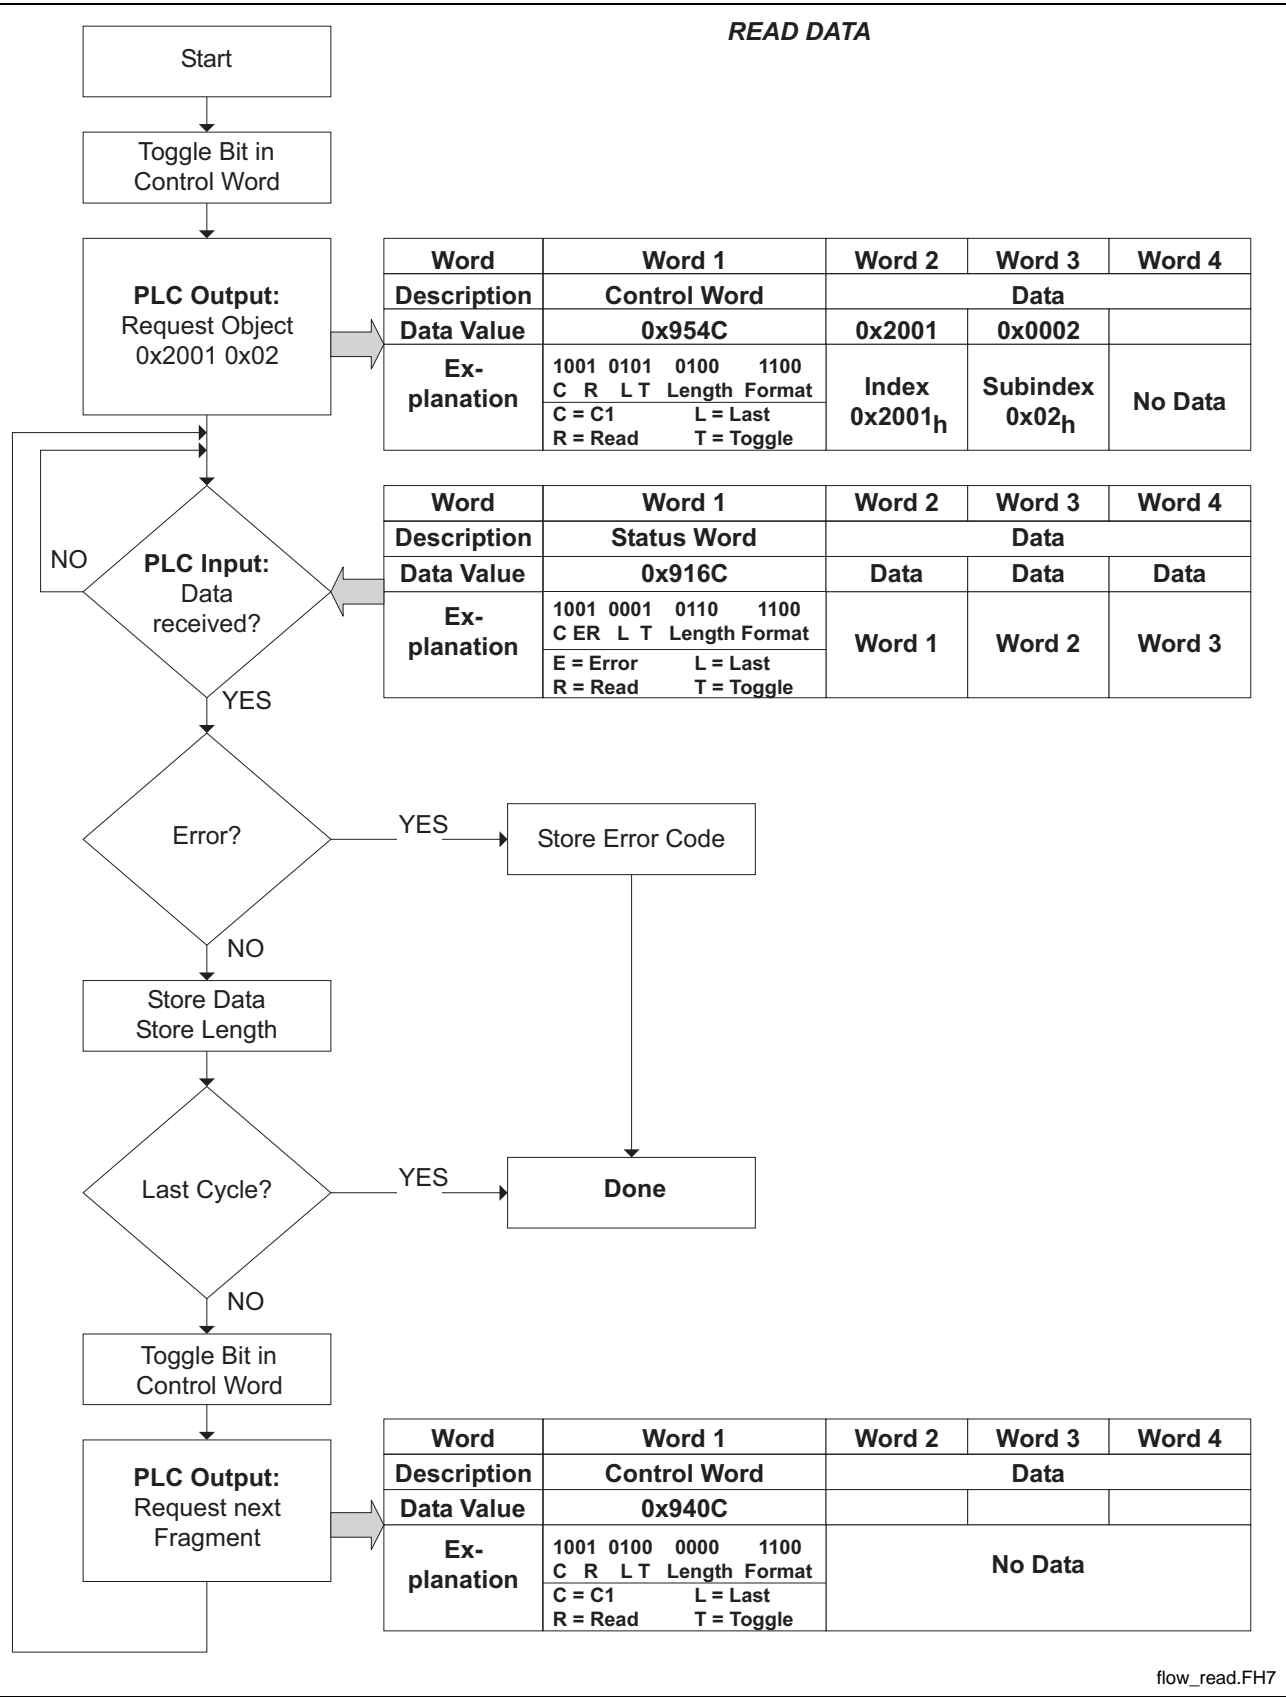 READ DATA
Start
Toggle Bit in
Control Word
PLC Output:
Request Object
0x2001 0x02
Word Word 1 Word 2 Word 3 Word 4
Description Control Word Data
Data Value 0x954C 0x2001 0x0002
Ex-
planation
1001 0101 0100 1100
C R L T Length Format
C = C1 L = Last
R = Read T = Toggle
Index
0x2001h
Subindex
0x02h
No Data
NO
PLC Input:
Data
received?
YES
Word Word 1 Word 2 Word 3 Word 4
Description Status Word Data
Data Value 0x916C Data Data Data
Ex-
planation
1001 0001 0110 1100
C ER L T Length Format
E = Error L = Last
R = Read T = Toggle
Word 1 Word 2 Word 3
Error?
YES
Store Error Code
NO
Store Data
Store Length
Last Cycle?
YES
Done
NO
Toggle Bit in
Control Word
PLC Output:
Request next
Fragment
Word Word 1 Word 2 Word 3 Word 4
Description Control Word Data
Data Value 0x940C
Ex-
planation
1001 0100 0000 1100
C R L T Length Format
C = C1 L = Last
R = Read T = Toggle
No Data
flow_read.FH7